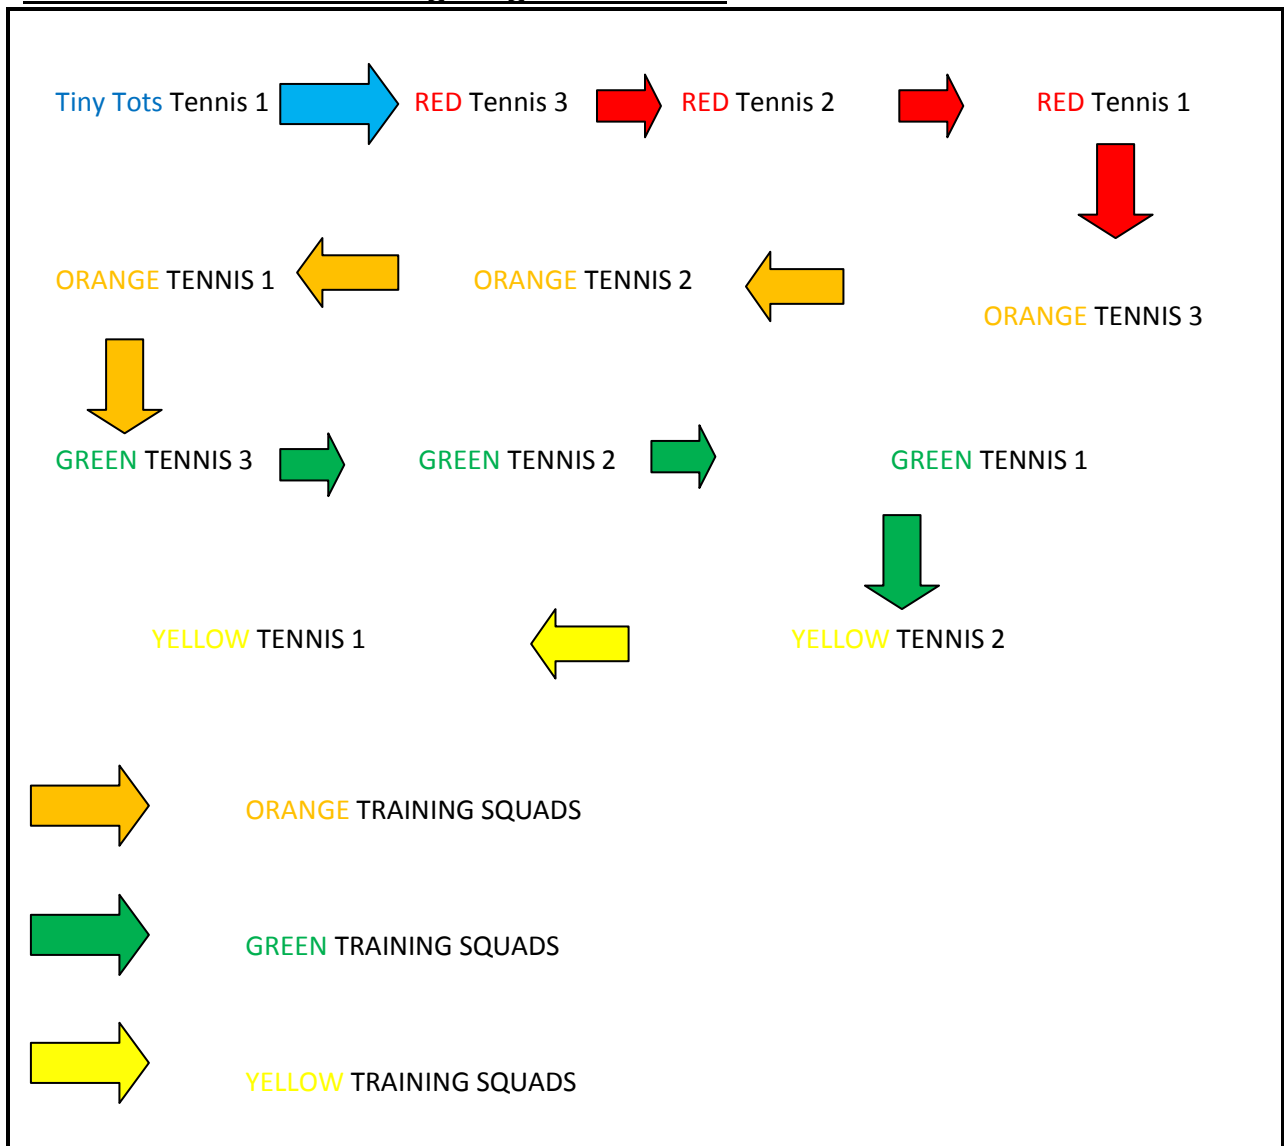 Tiny Tots Tennis 1 RED Tennis 3 RED Tennis 2 RED Tennis 1
ORANGE TENNIS 1 ORANGE TENNIS 2
ORANGE TENNIS 3
GREEN TENNIS 3 GREEN TENNIS 2 GREEN TENNIS 1
YELLOW TENNIS 1 YELLOW TENNIS 2
ORANGE TRAINING SQUADS
GREEN TRAINING SQUADS
YELLOW TRAINING SQUADS